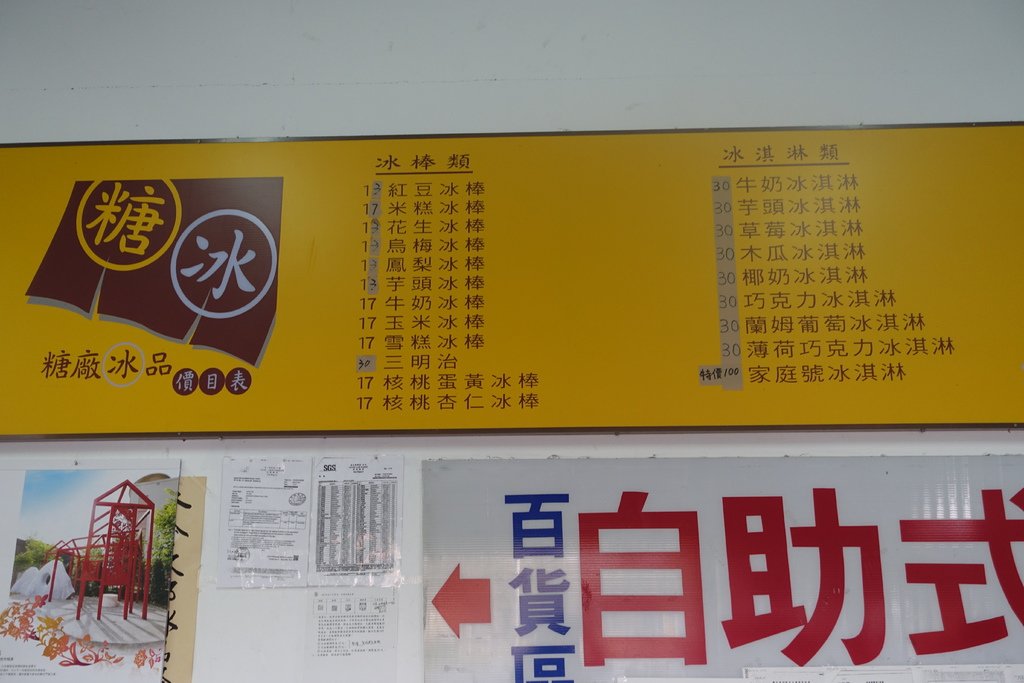 糖
冰
糖廠冰品
價目表
冰棒類
17 紅豆冰棒
17 米糕冰棒
17 花生冰棒
17 烏梅冰棒
17 鳳梨冰棒
17 芋頭冰棒
17 牛奶冰棒
17 玉米冰棒
17 雪糕冰棒
30 三明治
17 核桃蛋黃冰棒
17 核桃杏仁冰棒
冰淇淋類
30 牛奶冰淇淋
30 芋頭冰淇淋
30 草莓冰淇淋
30 木瓜冰淇淋
30 椰奶冰淇淋
30 巧克力冰淇淋
30 蘭姆葡萄冰淇淋
30 薄荷巧克力冰淇淋
特價100 家庭號冰淇淋
SGS
百貨區
自助式